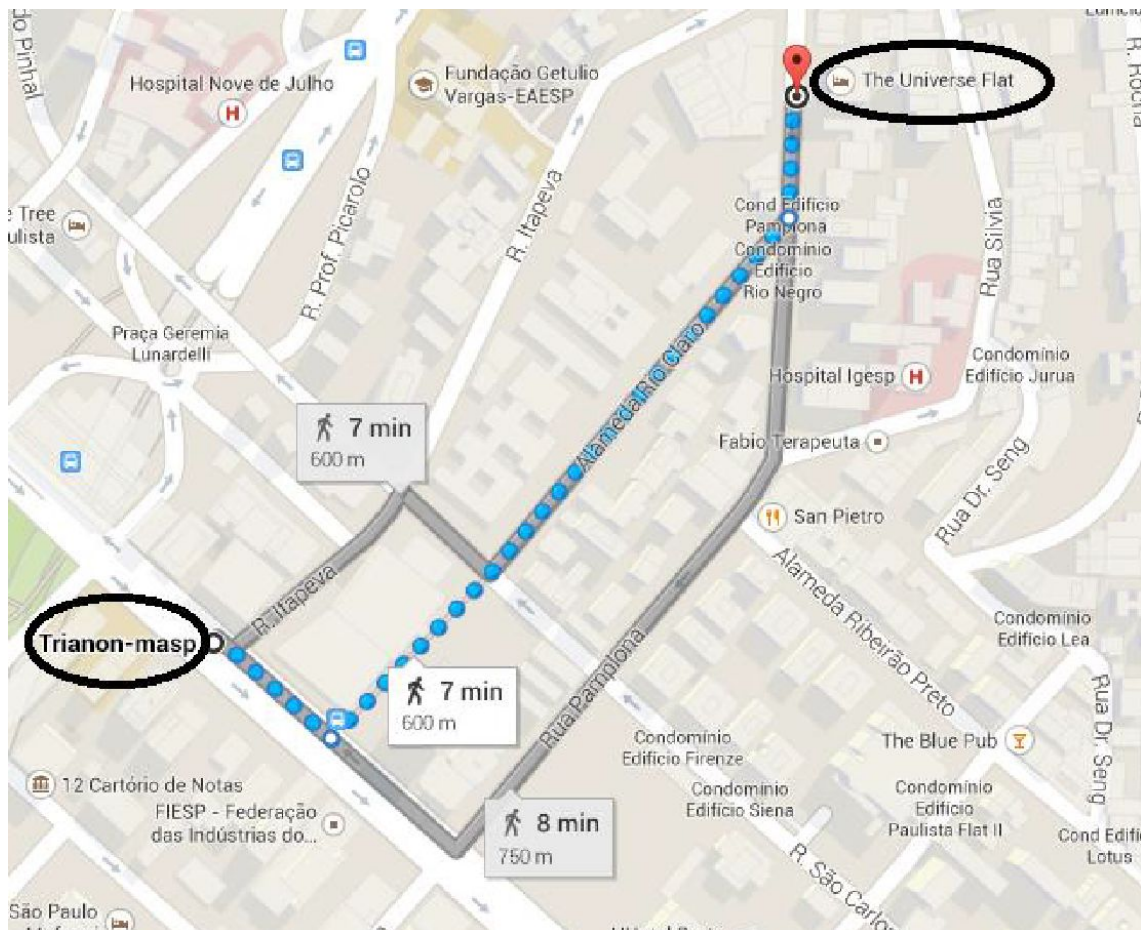 do Pinhal
Hospital Nove de Julho
H
Fundação Getulio
Vargas-EAESP
The Universe Flat
R. Rocha
e Tree
ulista
R. Prof. Picarolo
R. Itapeva
Cond Edifício
Pamplona
Condomínio
Edifício
Rio Negro
Rua Silvia
Praça Geremia
Lunardelli
Alameda Rio Claro
Hospital Igesp
H
Condomínio
Edifício Jurua
7 min
600 m
Fabio Terapeuta
Rua Dr. Seng
San Pietro
R. Itapeva
Alameda Ribeirão Preto
Trianon-masp
Condomínio
Edifício Lea
7 min
600 m
Rua Pamplona
Rua Dr. Seng
Condomínio
Edifício Firenze
The Blue Pub
12 Cartório de Notas
FIESP - Federação
das Indústrias do...
Condomínio
Edifício Siena
Condomínio
Edifício
Paulista Flat II
8 min
750 m
Cond Edifí
Lotus
R. São Carlos
São Paulo